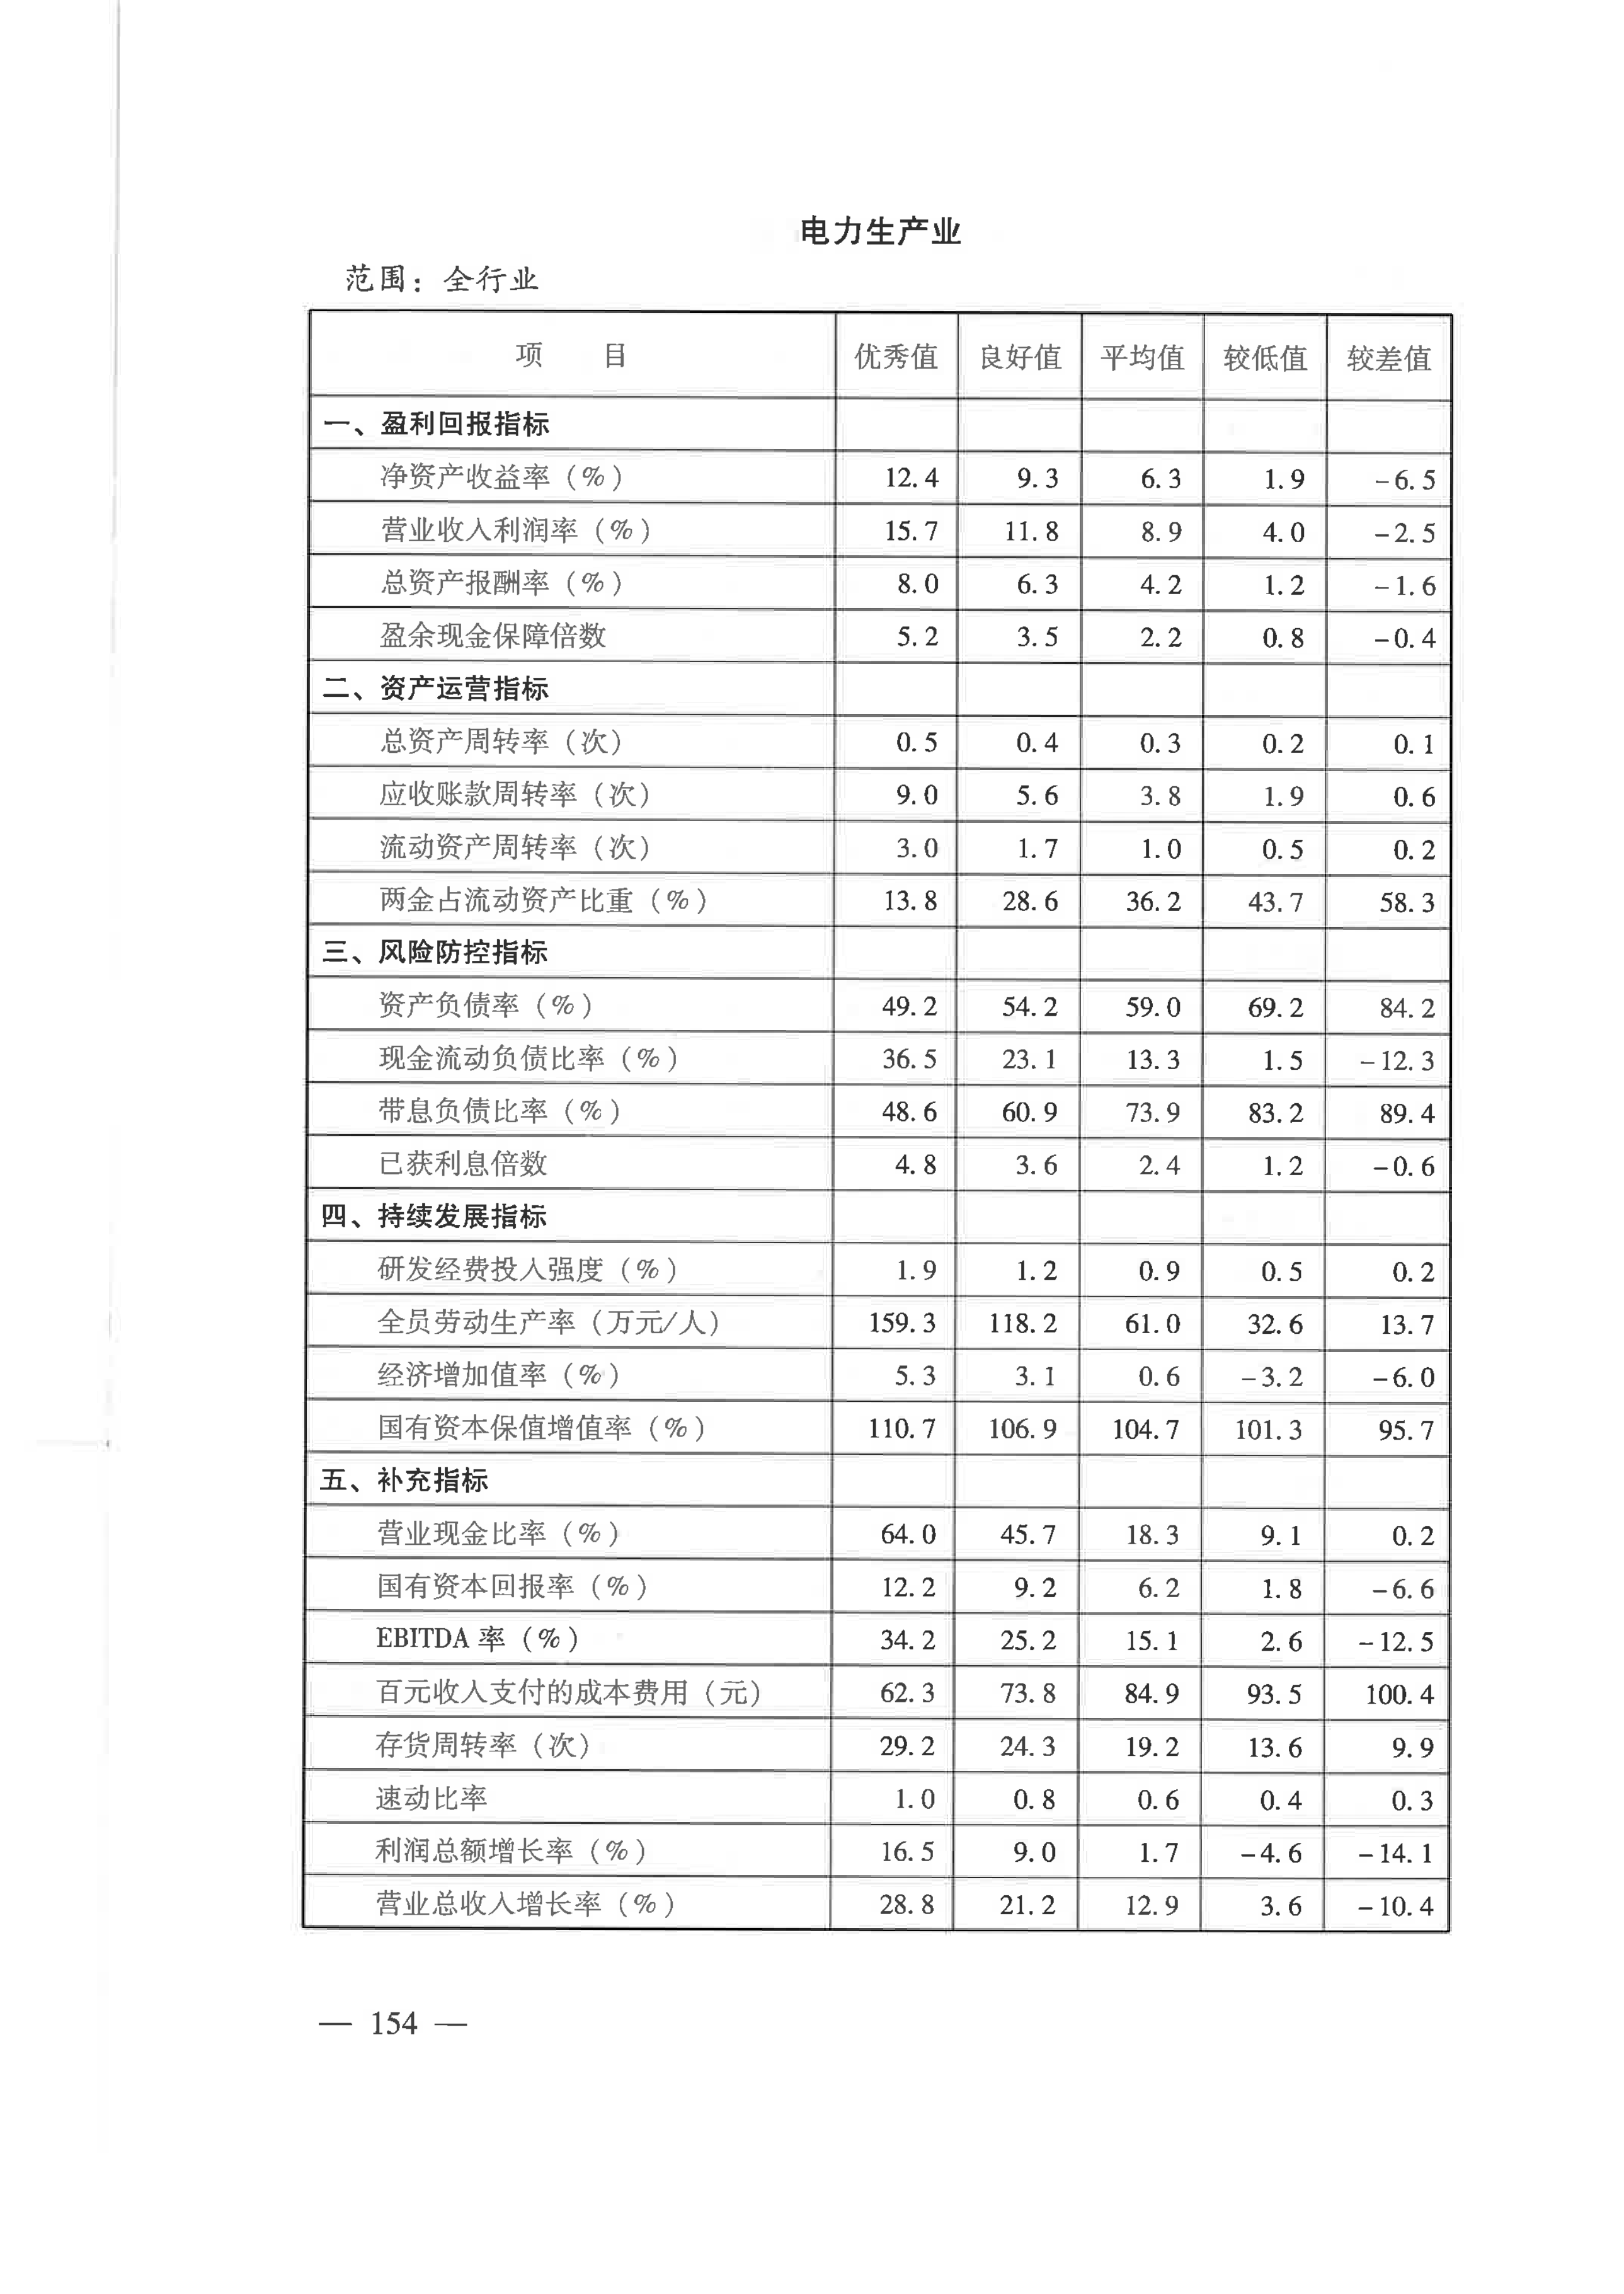 电力生产业
范围：全行业
项 目 优秀值 良好值 平均值 较低值 较差值
一、盈利回报指标
净资产收益率（%） 12.4 9.3 6.3 1.9 -6.5
营业收入利润率（%） 15.7 11.8 8.9 4.0 -2.5
总资产报酬率（%） 8.0 6.3 4.2 1.2 -1.6
盈余现金保障倍数 5.2 3.5 2.2 0.8 -0.4
二、资产运营指标
总资产周转率（次） 0.5 0.4 0.3 0.2 0.1
应收账款周转率（次） 9.0 5.6 3.8 1.9 0.6
流动资产周转率（次） 3.0 1.7 1.0 0.5 0.2
两金占流动资产比重（%） 13.8 28.6 36.2 43.7 58.3
三、风险防控指标
资产负债率（%） 49.2 54.2 59.0 69.2 84.2
现金流动负债比率（%） 36.5 23.1 13.3 1.5 -12.3
带息负债比率（%） 48.6 60.9 73.9 83.2 89.4
已获利息倍数 4.8 3.6 2.4 1.2 -0.6
四、持续发展指标
研发经费投入强度（%） 1.9 1.2 0.9 0.5 0.2
全员劳动生产率（万元/人） 159.3 118.2 61.0 32.6 13.7
经济增加值率（%） 5.3 3.1 0.6 -3.2 -6.0
国有资本保值增值率（%） 110.7 106.9 104.7 101.3 95.7
五、补充指标
营业现金比率（%） 64.0 45.7 18.3 9.1 0.2
国有资本回报率（%） 12.2 9.2 6.2 1.8 -6.6
EBITDA 率（%） 34.2 25.2 15.1 2.6 -12.5
百元收入支付的成本费用（元） 62.3 73.8 84.9 93.5 100.4
存货周转率（次） 29.2 24.3 19.2 13.6 9.9
速动比率 1.0 0.8 0.6 0.4 0.3
利润总额增长率（%） 16.5 9.0 1.7 -4.6 -14.1
营业总收入增长率（%） 28.8 21.2 12.9 3.6 -10.4
— 154 —